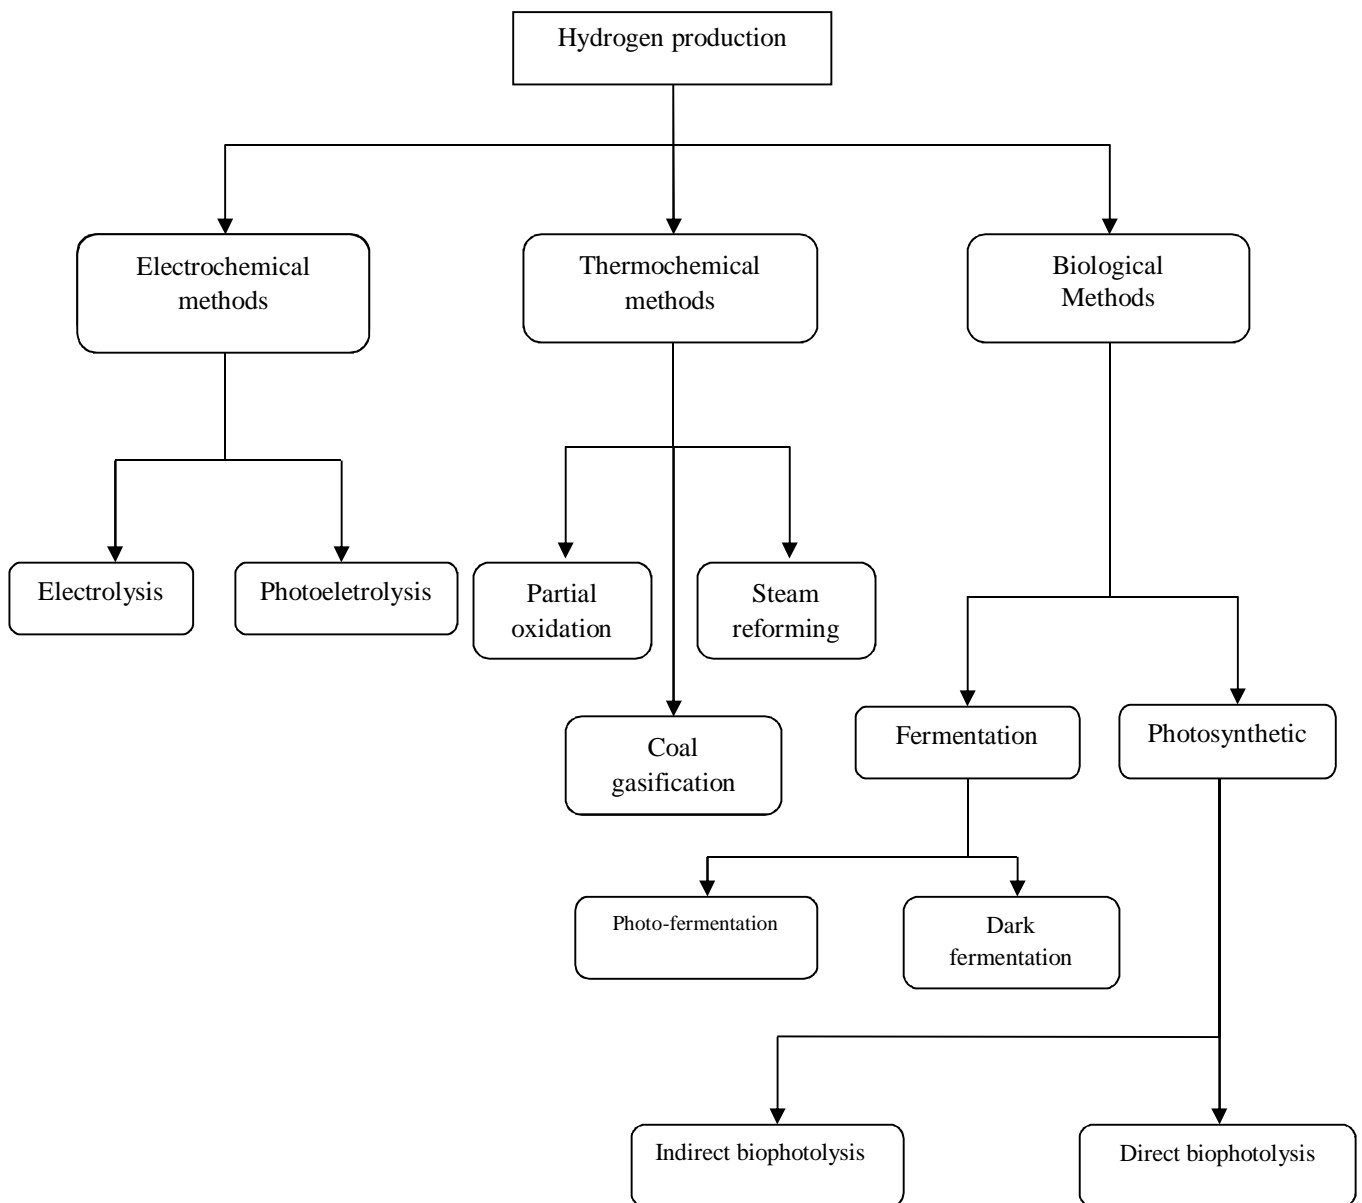 Hydrogen production
Electrochemical
methods
Thermochemical
methods
Biological
Methods
Electrolysis
Photoeletrolysis
Partial
oxidation
Steam
reforming
Coal
gasification
Fermentation
Photosynthetic
Photo-fermentation
Dark
fermentation
Indirect biophotolysis
Direct biophotolysis